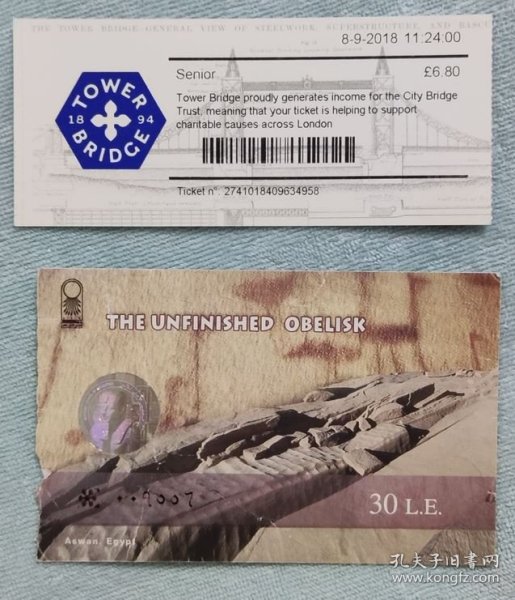 THE TOWER BRIDGE-GENERAL VIEW OF STEELWORK, SUPERSTRUCTURE, AND BASCU
8-9-2018 11:24:00
Senior
£6.80
TOWER
18 94
BRIDGE
Tower Bridge proudly generates income for the City Bridge
Trust, meaning that your ticket is helping to support
charitable causes across London
Ticket n°: 2741018409634958
THE UNFINISHED OBELISK
30 L.E.
Aswan, Egypt
孔夫子旧书网
www.kongfz.com